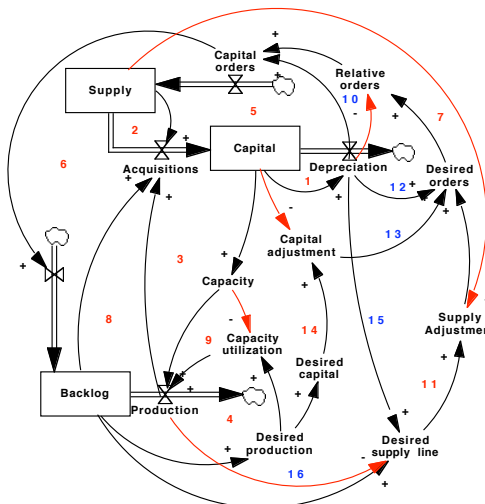 +
Capital
orders
+
+
Relative
orders
Supply
10
7
5
-
+
2
6
+
Capital
+
Acquisitions
1
Depreciation
Desired
orders
12
+
+
+
+
-
+
Capital
adjustment
13
+
+
3
Capacity
+
15
8
14
Supply
Adjustment
-
9
Capacity
utilization
+
Desired
capital
11
+
+
+
Backlog
Production
+
4
+
+
Desired
production
16
Desired
supply line
-
+